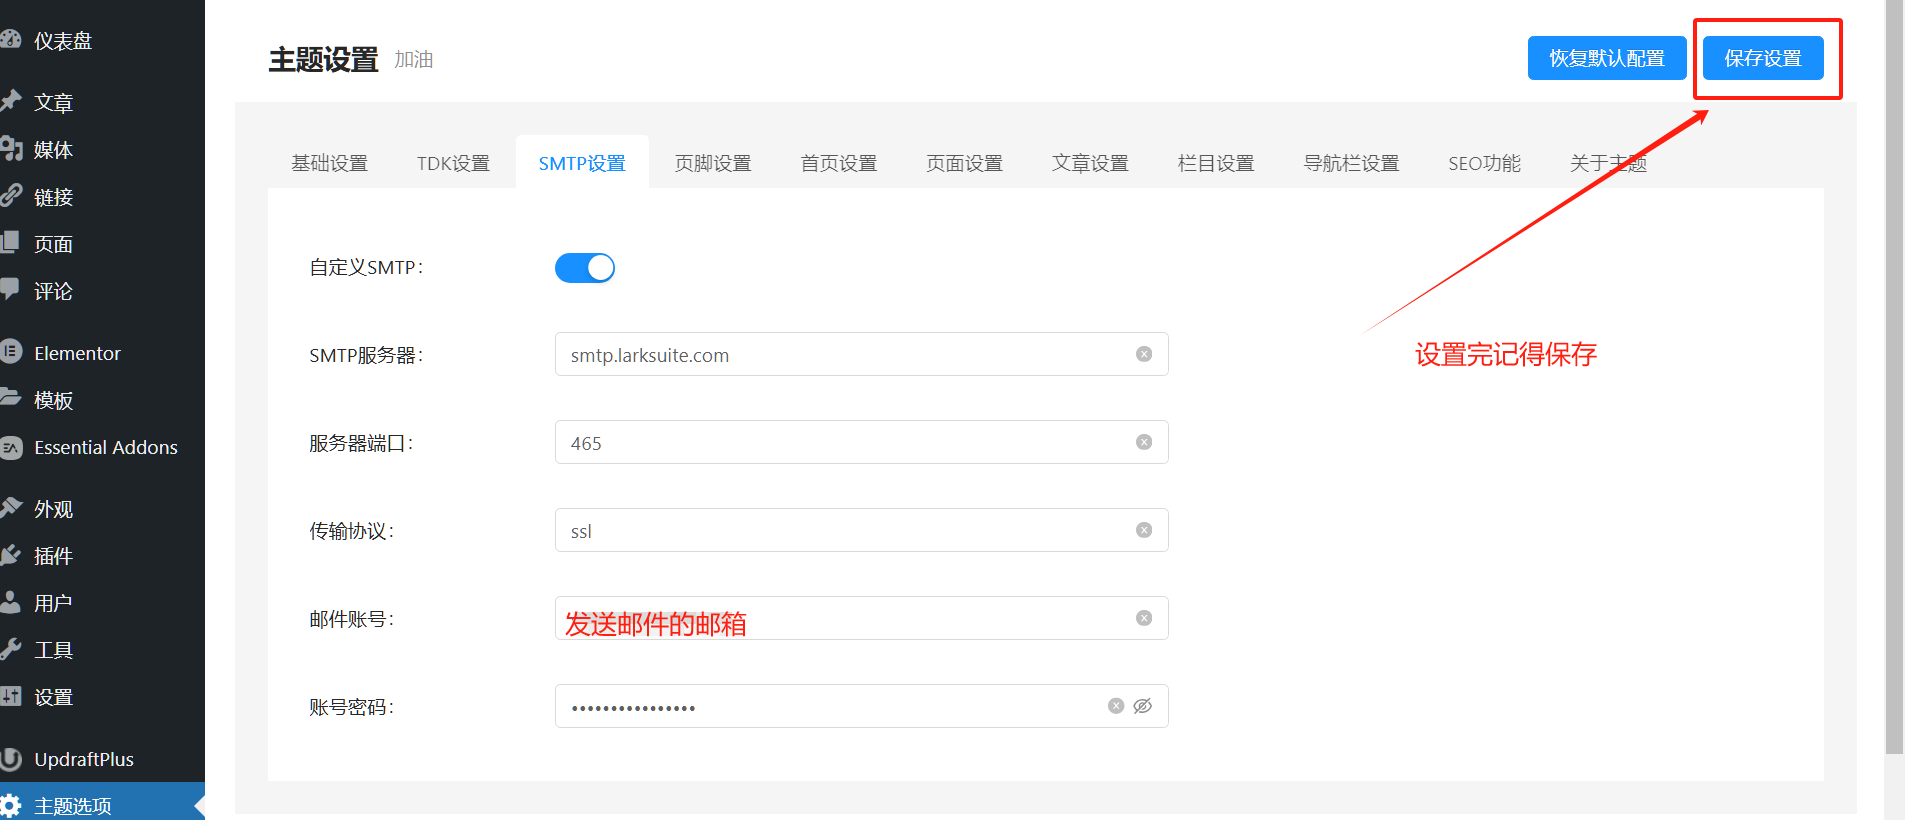 仪表盘
文章
媒体
链接
页面
评论
Elementor
模板
Essential Addons
外观
插件
用户
工具
设置
UpdraftPlus
主题选项
主题设置 加油
恢复默认配置 保存设置
基础设置 TDK设置 SMTP设置 页脚设置 首页设置 页面设置 文章设置 栏目设置 导航栏设置 SEO功能 关于主题
自定义SMTP：
SMTP服务器： smtp.larksuite.com
设置完记得保存
服务器端口： 465
传输协议： ssl
邮件账号： 发送邮件的邮箱
账号密码： ••••••••••••••••